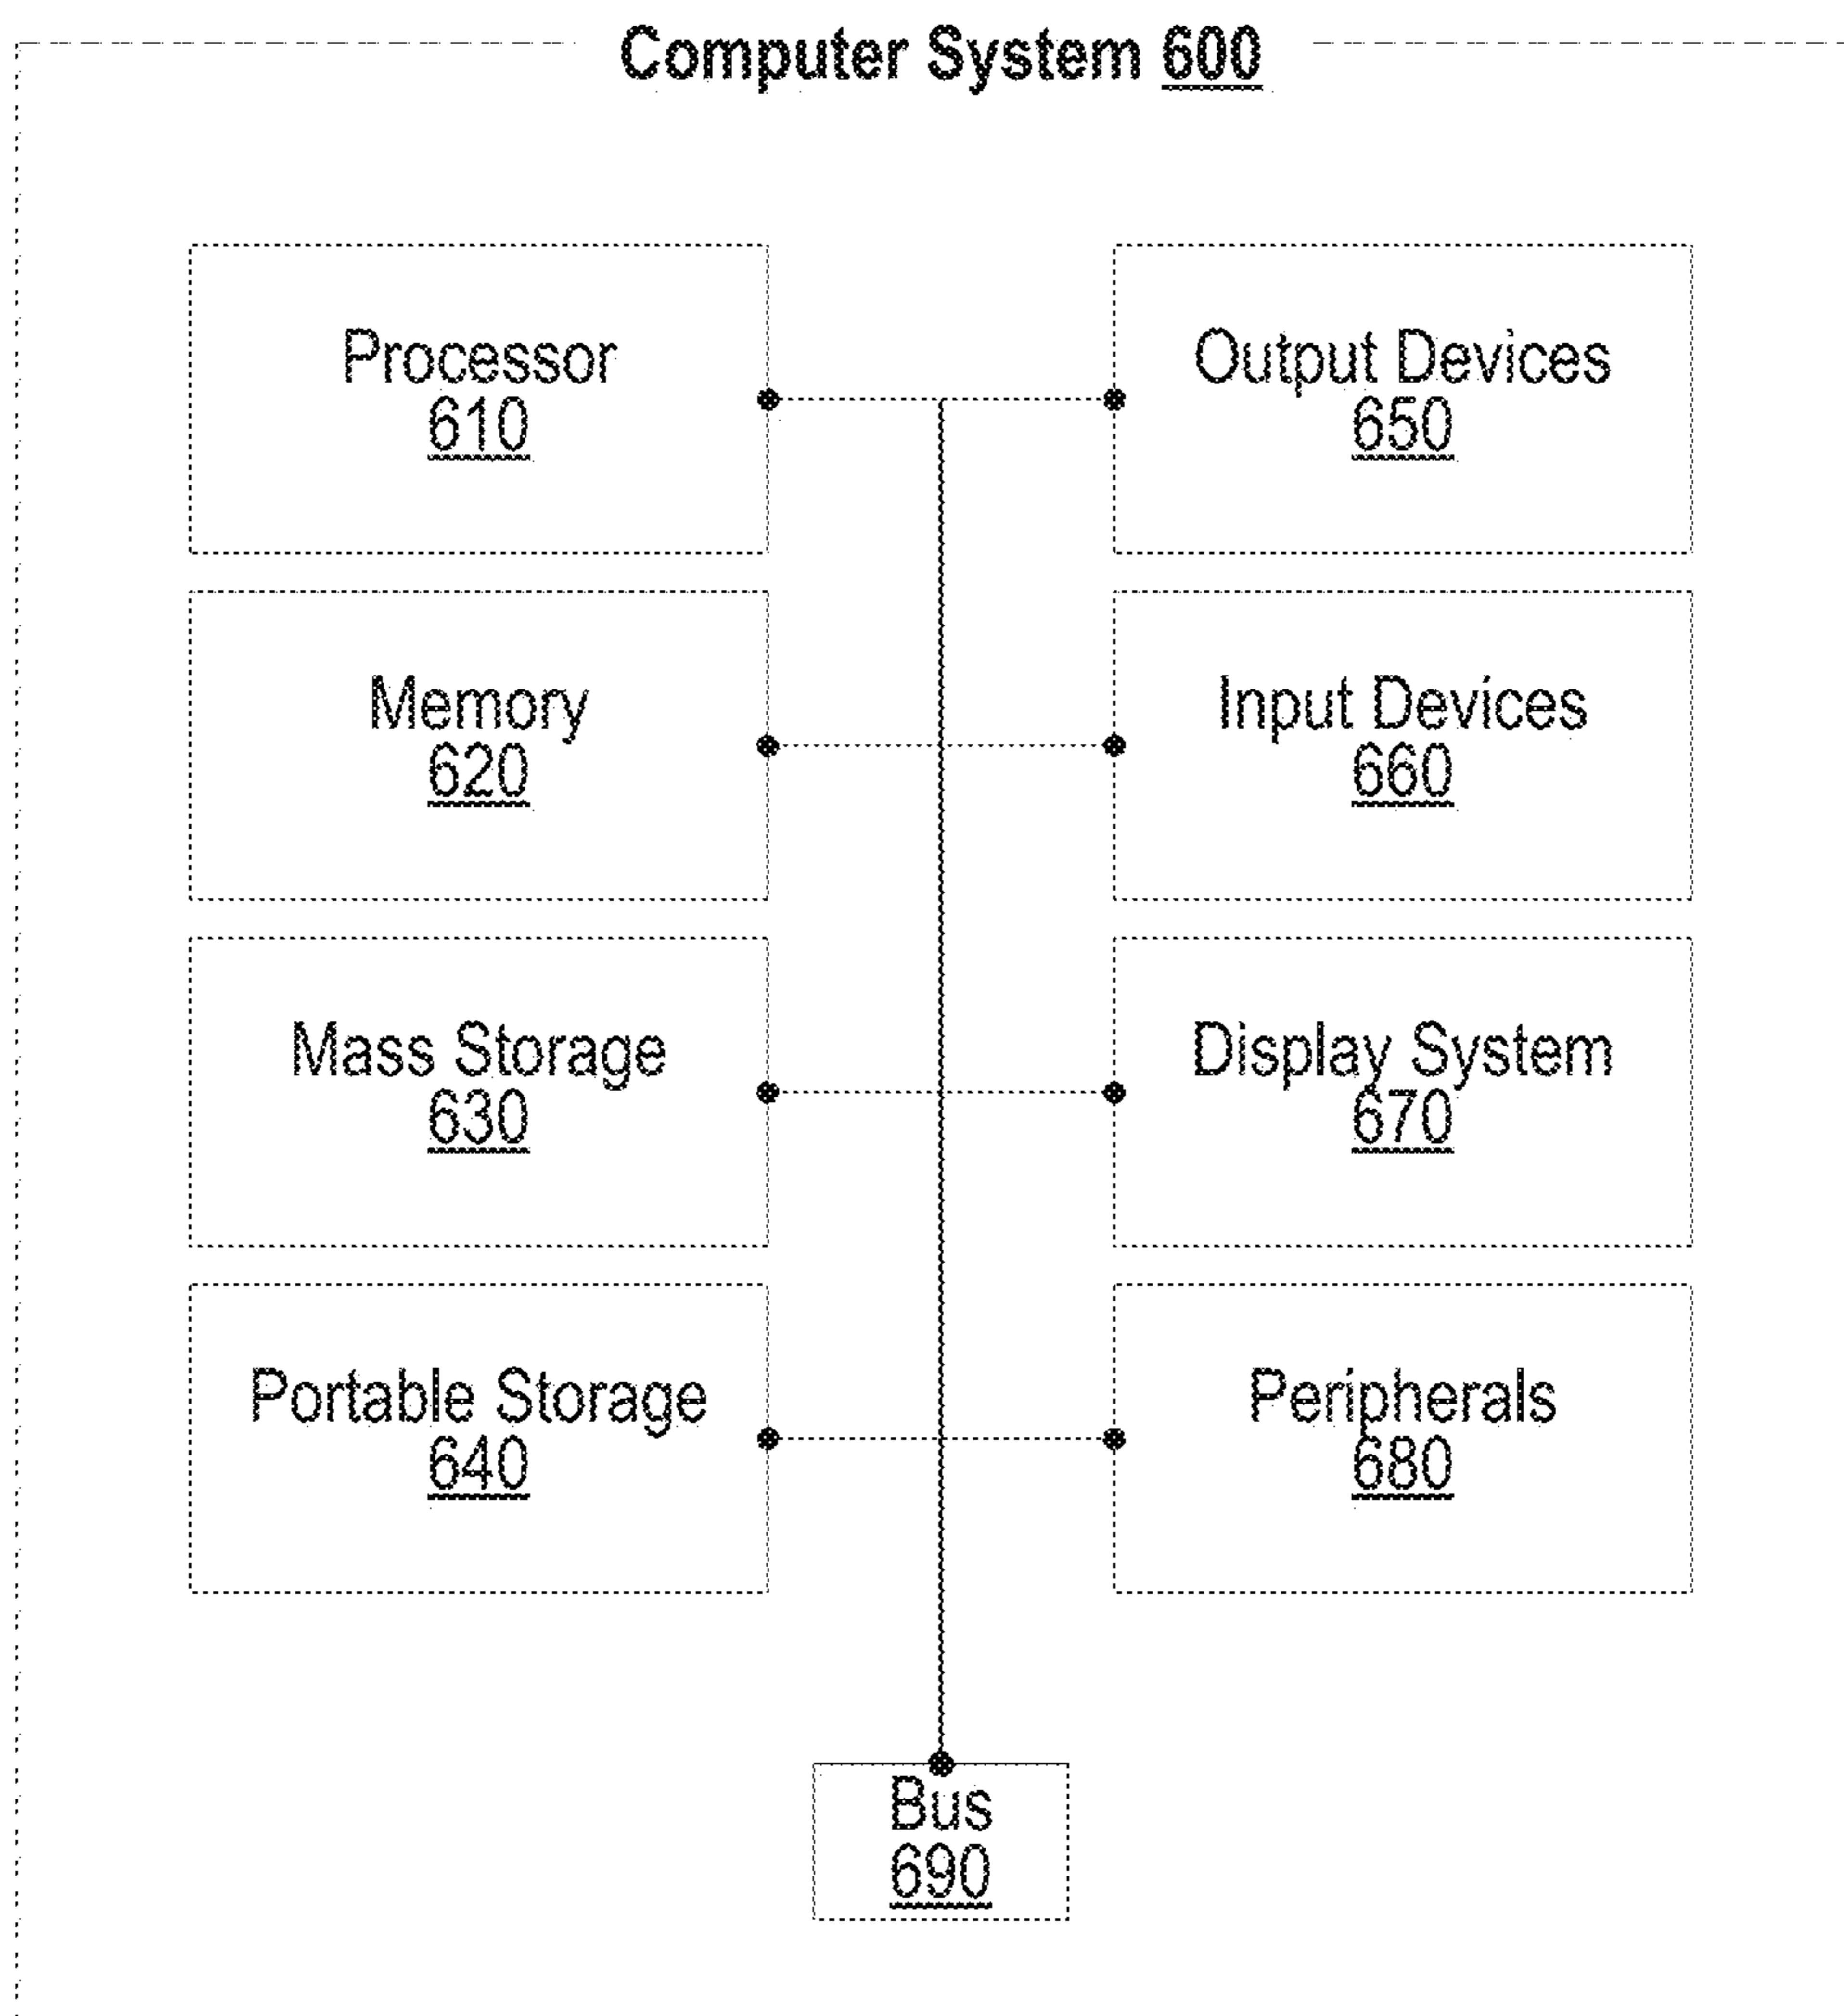 Computer System 600
Processor
610
Output Devices
650
Memory
620
Input Devices
660
Mass Storage
630
Display System
670
Portable Storage
640
Peripherals
680
Bus
690